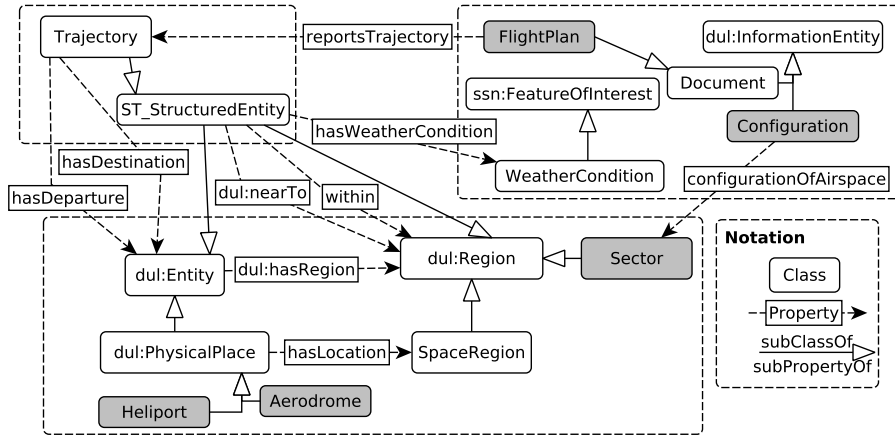 Trajectory
reportsTrajectory
FlightPlan
dul:InformationEntity
Document
ssn:FeatureOfInterest
ST_StructuredEntity
hasWeatherCondition
Configuration
hasDestination
WeatherCondition
configurationOfAirspace
hasDeparture
dul:nearTo
within
dul:Entity
dul:hasRegion
dul:Region
Sector
Notation
Class
Property
subClassOf
subPropertyOf
dul:PhysicalPlace
hasLocation
SpaceRegion
Heliport
Aerodrome